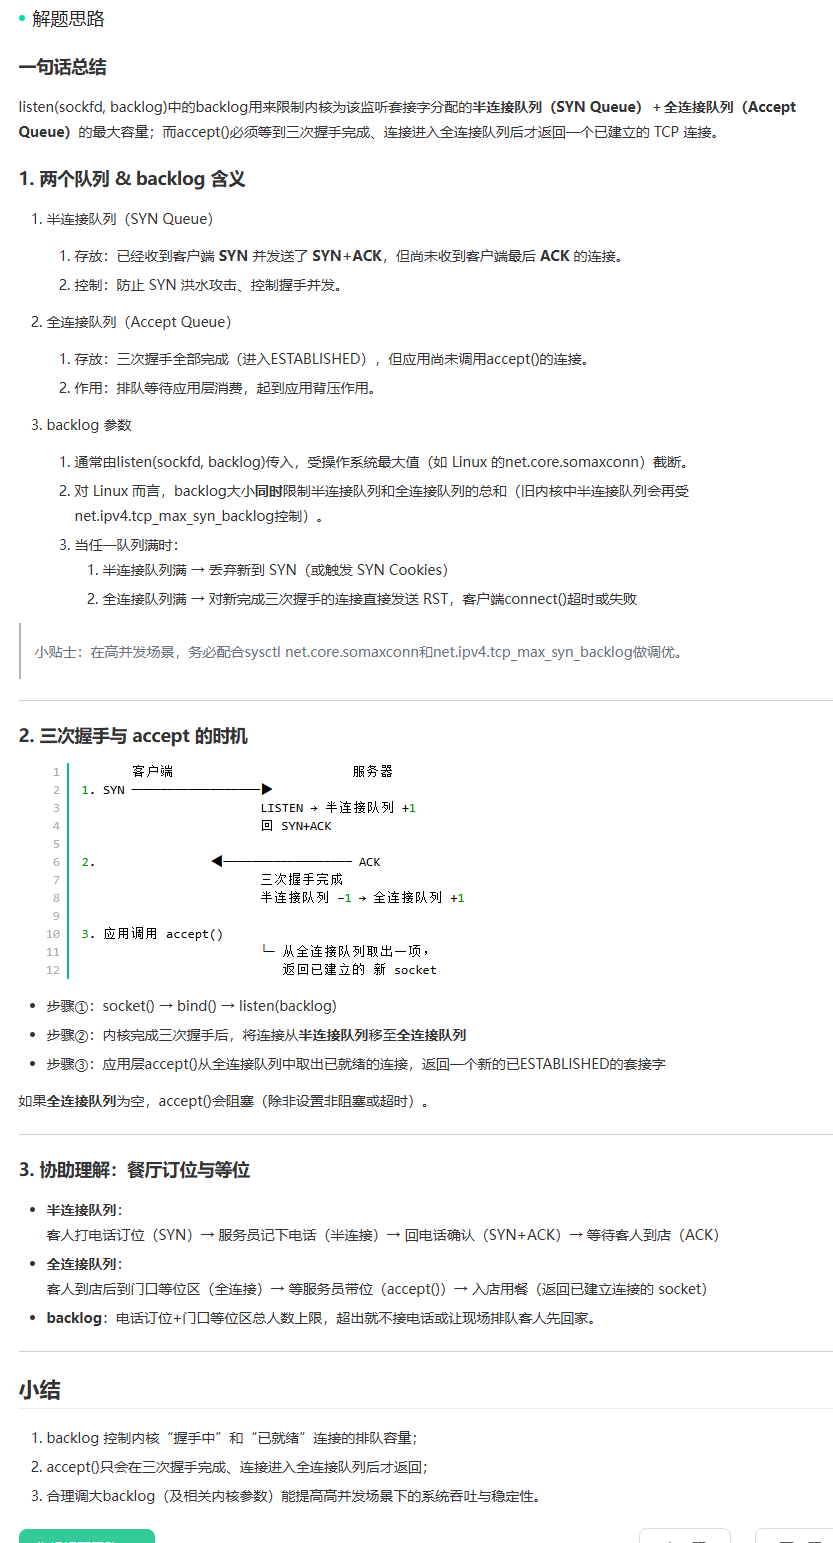 解题思路
一句话总结
listen(sockfd, backlog)中的backlog用来限制内核为该监听套接字分配的半连接队列（SYN Queue）+ 全连接队列（Accept
Queue）的最大容量；而accept()必须等到三次握手完成、连接进入全连接队列后才返回一个已建立的 TCP 连接。
1. 两个队列 & backlog 含义
1. 半连接队列（SYN Queue）
1. 存放：已经收到客户端 SYN 并发送了 SYN+ACK，但尚未收到客户端最后 ACK 的连接。
2. 控制：防止 SYN 洪水攻击、控制握手并发。
2. 全连接队列（Accept Queue）
1. 存放：三次握手全部完成（进入ESTABLISHED），但应用尚未调用accept()的连接。
2. 作用：排队等待应用层消费，起到应用背压作用。
3. backlog 参数
1. 通常由listen(sockfd, backlog)传入，受操作系统最大值（如 Linux 的net.core.somaxconn）截断。
2. 对 Linux 而言，backlog大小同时限制半连接队列和全连接队列的总和（旧内核中半连接队列会再受
net.ipv4.tcp_max_syn_backlog控制）。
3. 当任一队列满时：
1. 半连接队列满 → 丢弃新到 SYN（或触发 SYN Cookies）
2. 全连接队列满 → 对新完成三次握手的连接直接发送 RST，客户端connect()超时或失败
小贴士：在高并发场景，务必配合sysctl net.core.somaxconn和net.ipv4.tcp_max_syn_backlog做调优。
2. 三次握手与 accept 的时机
1 客户端 服务器
2 1. SYN ──────────────────▶
3 LISTEN → 半连接队列 +1
4 回 SYN+ACK
5
6 2. ◀────────────────── ACK
7 三次握手完成
8 半连接队列 -1 → 全连接队列 +1
9
10 3. 应用调用 accept()
11 └─ 从全连接队列取出一项，
12 返回已建立的 新 socket
步骤①：socket() → bind() → listen(backlog)
步骤②：内核完成三次握手后，将连接从半连接队列移至全连接队列
步骤③：应用层accept()从全连接队列中取出已就绪的连接，返回一个新的已ESTABLISHED的套接字
如果全连接队列为空，accept()会阻塞（除非设置非阻塞或超时）。
3. 协助理解：餐厅订位与等位
半连接队列：
客人打电话订位（SYN）→ 服务员记下电话（半连接）→ 回电话确认（SYN+ACK）→ 等待客人到店（ACK）
全连接队列：
客人到店后到门口等位区（全连接）→ 等服务员带位（accept()）→ 入店用餐（返回已建立连接的 socket）
backlog：电话订位+门口等位区总人数上限，超出就不接电话或让现场排队客人先回家。
小结
1. backlog 控制内核“握手中”和“已就绪”连接的排队容量；
2. accept()只会在三次握手完成、连接进入全连接队列后才返回；
3. 合理调大backlog（及相关内核参数）能提高高并发场景下的系统吞吐与稳定性。